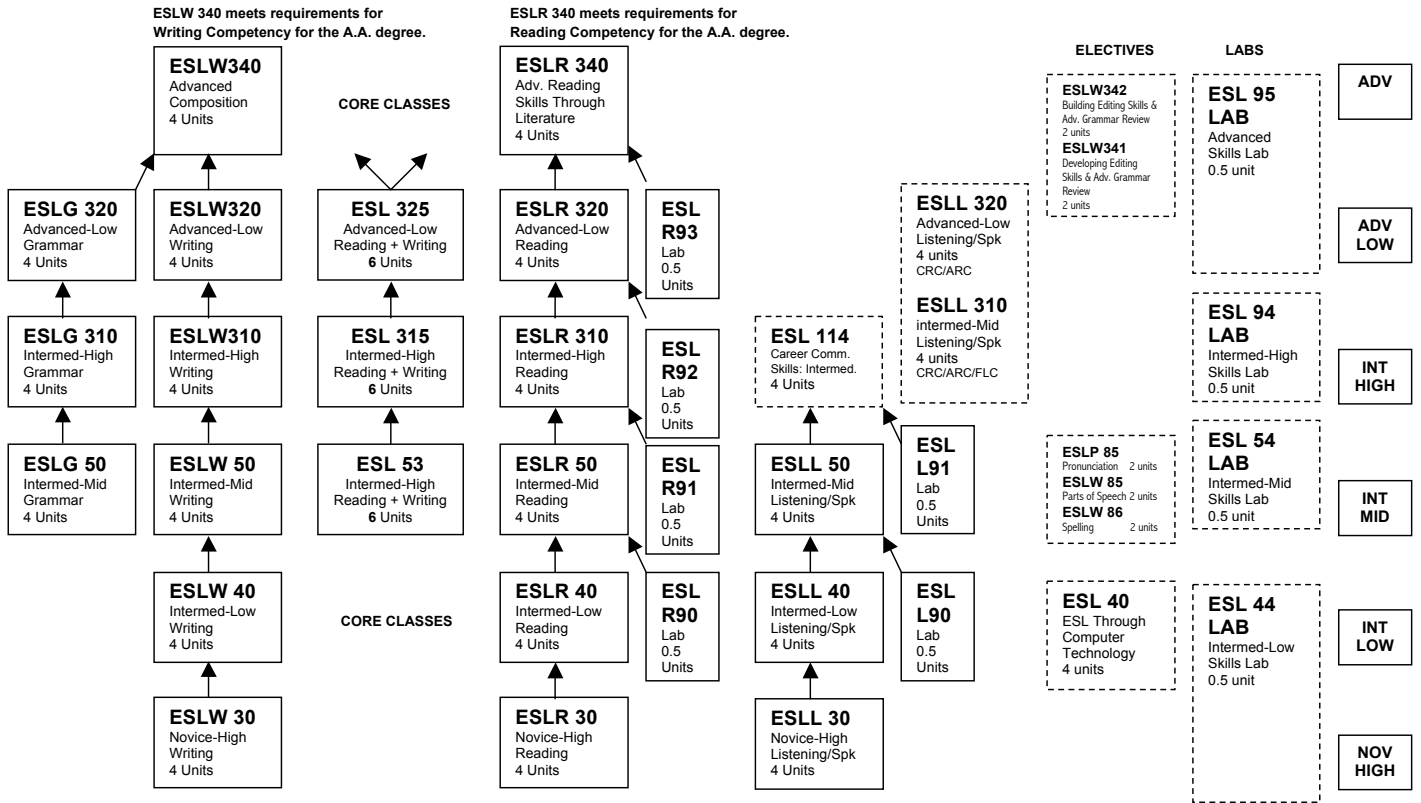 ESLW 340 meets requirements for
Writing Competency for the A.A. degree.
ESLR 340 meets requirements for
Reading Competency for the A.A. degree.
ELECTIVES
LABS
ESLW340
Advanced
Composition
4 Units
CORE CLASSES
ESLR 340
Adv. Reading
Skills Through
Literature
4 Units
ESLW342
Building Editing Skills &
Adv. Grammar Review
2 units
ESLW341
Developing Editing
Skills & Adv. Grammar
Review
2 units
ESL 95
LAB
Advanced
Skills Lab
0.5 unit
ADV
ESLG 320
Advanced-Low
Grammar
4 Units
ESLW320
Advanced-Low
Writing
4 Units
ESL 325
Advanced-Low
Reading + Writing
6 Units
ESLR 320
Advanced-Low
Reading
4 Units
ESL
R93
Lab
0.5
Units
ESLL 320
Advanced-Low
Listening/Spk
4 units
CRC/ARC
ESLL 310
intermed-Mid
Listening/Spk
4 units
CRC/ARC/FLC
ADV
LOW
ESLG 310
Intermed-High
Grammar
4 Units
ESLW310
Intermed-High
Writing
4 Units
ESL 315
Intermed-High
Reading + Writing
6 Units
ESLR 310
Intermed-High
Reading
4 Units
ESL
R92
Lab
0.5
Units
ESL 114
Career Comm.
Skills: Intermed.
4 Units
ESL 94
LAB
Intermed-High
Skills Lab
0.5 unit
INT
HIGH
ESLG 50
Intermed-Mid
Grammar
4 Units
ESLW 50
Intermed-Mid
Writing
4 Units
ESL 53
Intermed-High
Reading + Writing
6 Units
ESLR 50
Intermed-Mid
Reading
4 Units
ESL
R91
Lab
0.5
Units
ESLL 50
Intermed-Mid
Listening/Spk
4 Units
ESL
L91
Lab
0.5
Units
ESLP 85
Pronunciation 2 units
ESLW 85
Parts of Speech 2 units
ESLW 86
Spelling 2 units
ESL 54
LAB
Intermed-Mid
Skills Lab
0.5 unit
INT
MID
ESLW 40
Intermed-Low
Writing
4 Units
CORE CLASSES
ESLR 40
Intermed-Low
Reading
4 Units
ESL
R90
Lab
0.5
Units
ESLL 40
Intermed-Low
Listening/Spk
4 Units
ESL
L90
Lab
0.5
Units
ESL 40
ESL Through
Computer
Technology
4 units
ESL 44
LAB
Intermed-Low
Skills Lab
0.5 unit
INT
LOW
ESLW 30
Novice-High
Writing
4 Units
ESLR 30
Novice-High
Reading
4 Units
ESLL 30
Novice-High
Listening/Spk
4 Units
NOV
HIGH